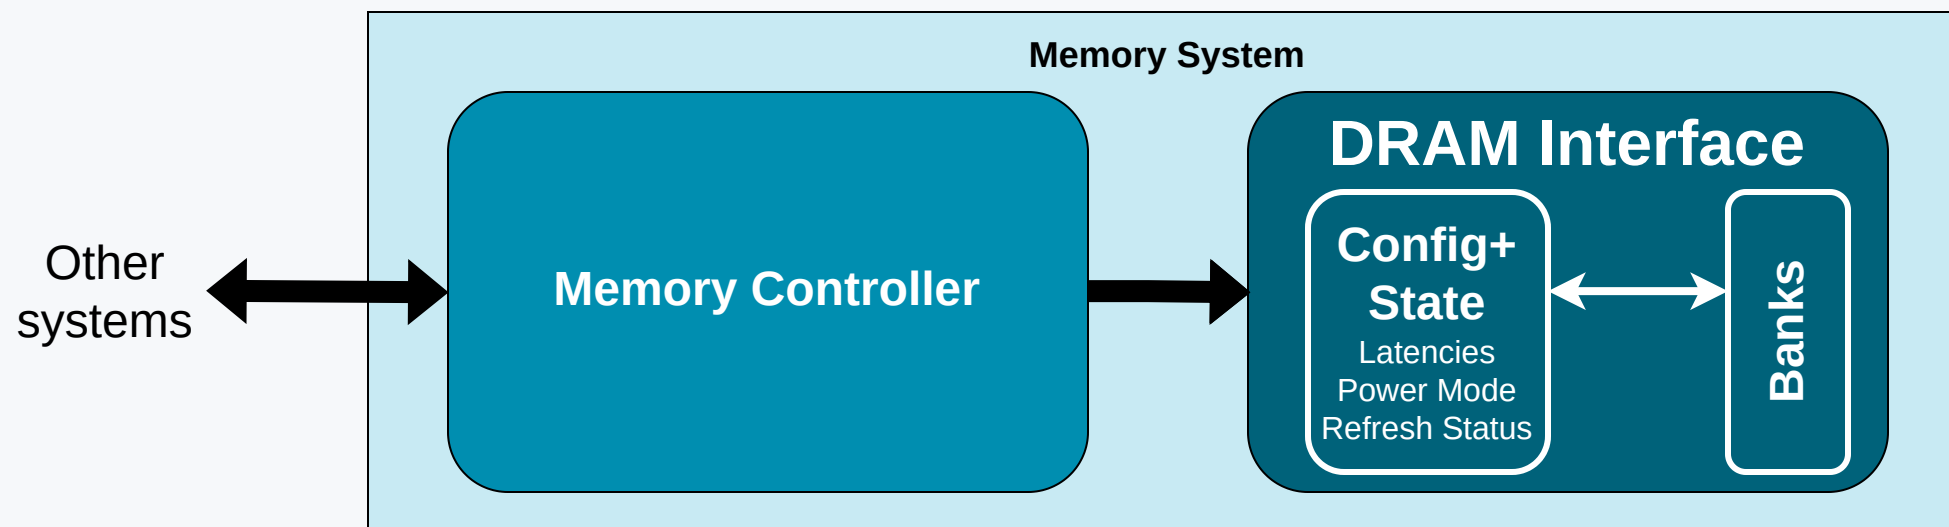 Memory System
Other
systems
Memory Controller
DRAM Interface
Config+
State
Latencies
Power Mode
Refresh Status
Banks